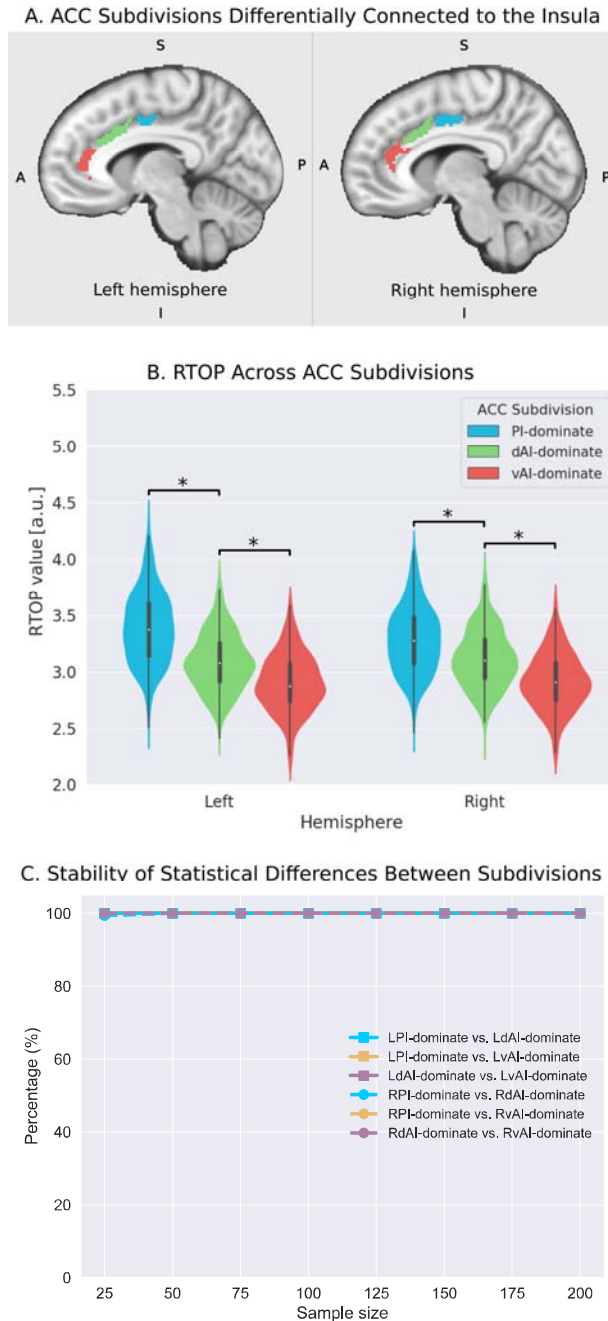 A. ACC Subdivisions Differentially Connected to the Insula
S
S
A
P
A
P
Left hemisphere
Right hemisphere
I
I
B. RTOP Across ACC Subdivisions
5.5
5.0
4.5
4.0
3.5
3.0
2.5
2.0
RTOP value [a.u.]
ACC Subdivision
PI-dominate
dAI-dominate
vAI-dominate
*
*
*
*
Left
Right
Hemisphere
C. Stability of Statistical Differences Between Subdivisions
100
80
60
40
20
0
Percentage (%)
LPI-dominate vs. LdAI-dominate
LPI-dominate vs. LvAI-dominate
LdAI-dominate vs. LvAI-dominate
RPI-dominate vs. RdAI-dominate
RPI-dominate vs. RvAI-dominate
RdAI-dominate vs. RvAI-dominate
25 50 75 100 125 150 175 200
Sample size